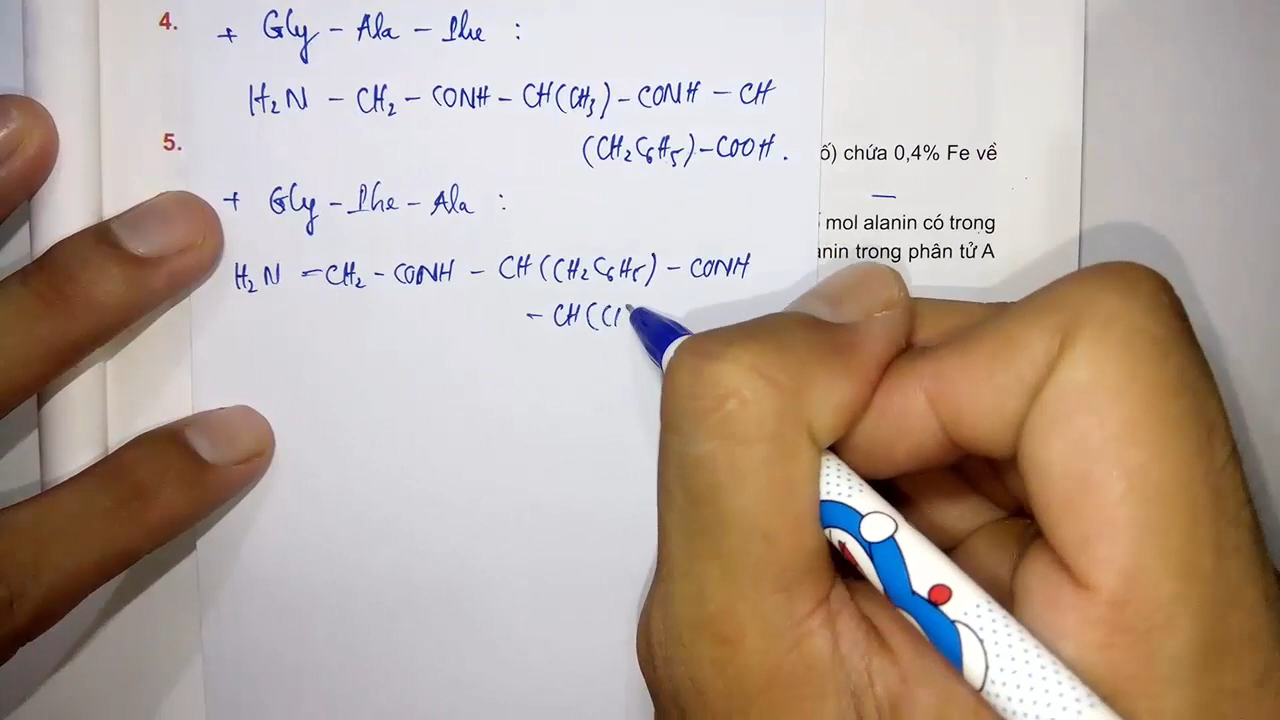 4. + Gly - Ala - Phe :
H₂N - CH₂ - CONH - CH(CH₃) - CONH - CH
(CH₂C₆H₅) - COOH.
5.
+ Gly - Phe - Ala :
H₂N - CH₂ - CONH - CH(CH₂C₆H₅) - CONH
- CH(C
ố) chứa 0,4% Fe về
mol alanin có trong
anin trong phân tử A